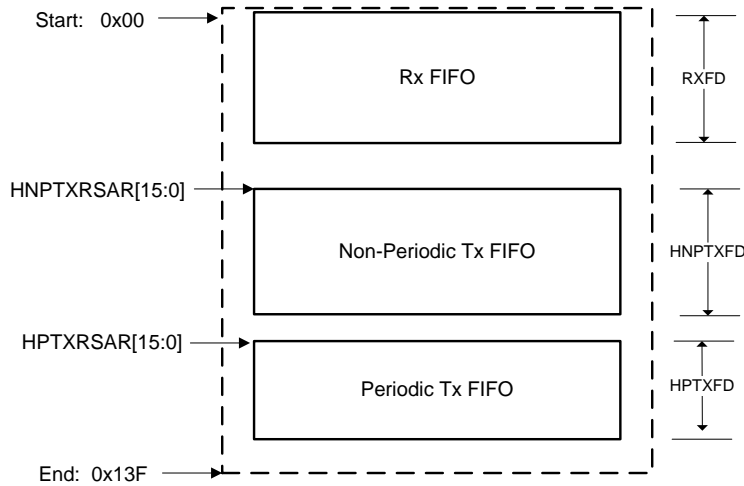 Start: 0x00
Rx FIFO
RXFD
HNPTXRSAR[15:0]
Non-Periodic Tx FIFO
HNPTXFD
HPTXRSAR[15:0]
Periodic Tx FIFO
HPTXFD
End: 0x13F